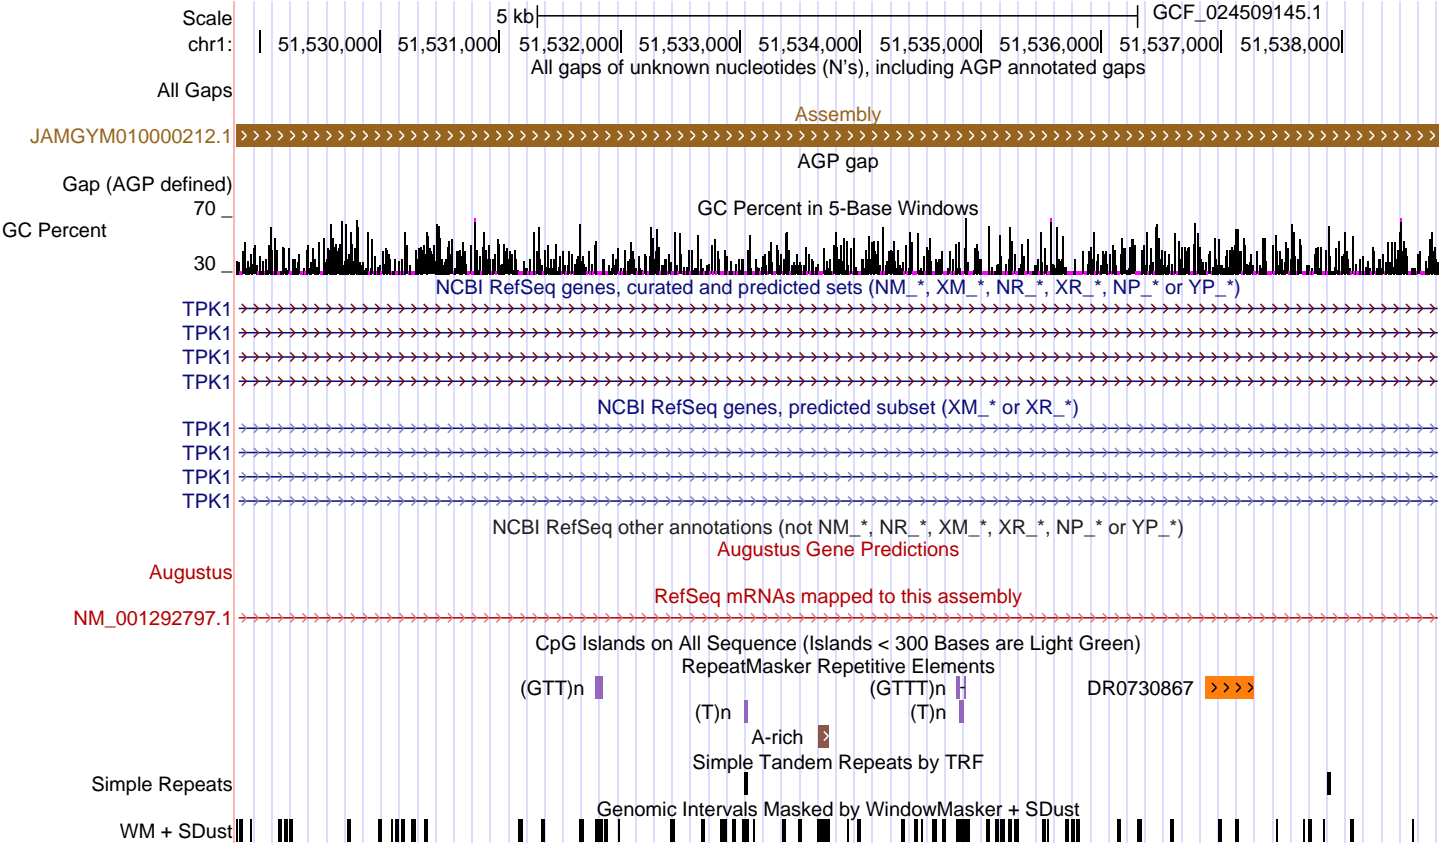 Scale 5 kb GCF_024509145.1
chr1: 51,530,000 51,531,000 51,532,000 51,533,000 51,534,000 51,535,000 51,536,000 51,537,000 51,538,000
All gaps of unknown nucleotides (N's), including AGP annotated gaps
All Gaps
Assembly
JAMGYM010000212.1
AGP gap
Gap (AGP defined)
70
GC Percent in 5-Base Windows
GC Percent
30
NCBI RefSeq genes, curated and predicted sets (NM_*, XM_*, NR_*, XR_*, NP_* or YP_*)
TPK1
TPK1
TPK1
TPK1
NCBI RefSeq genes, predicted subset (XM_* or XR_*)
TPK1
TPK1
TPK1
TPK1
NCBI RefSeq other annotations (not NM_*, NR_*, XM_*, XR_*, NP_* or YP_*)
Augustus Gene Predictions
Augustus
RefSeq mRNAs mapped to this assembly
NM_001292797.1
CpG Islands on All Sequence (Islands < 300 Bases are Light Green)
RepeatMasker Repetitive Elements
(GTT)n (GTTT)n DR0730867
(T)n (T)n
A-rich
Simple Tandem Repeats by TRF
Simple Repeats
Genomic Intervals Masked by WindowMasker + SDust
WM + SDust